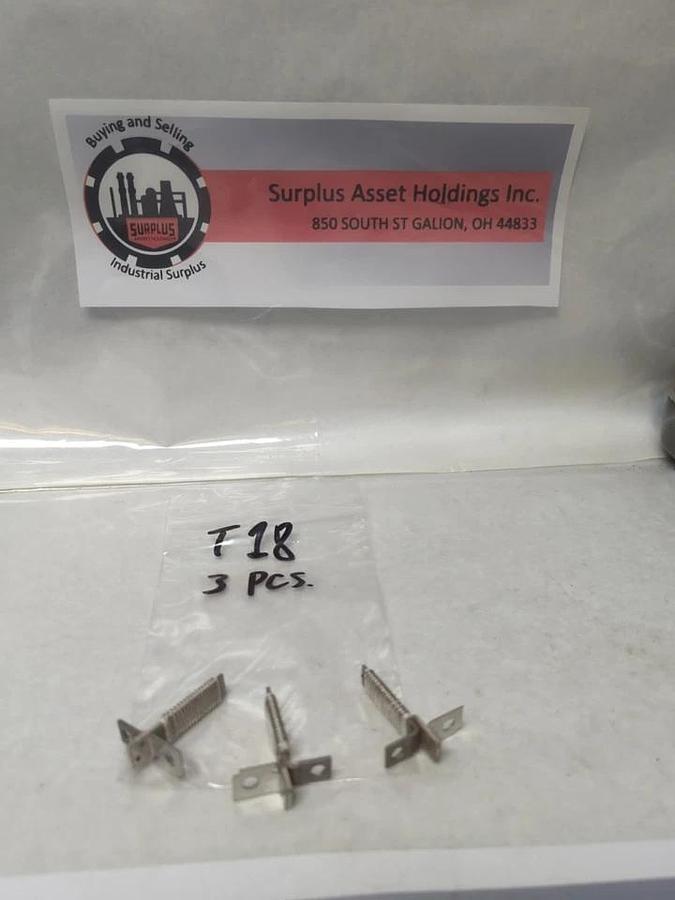 Buying and Selling
SURPLUS
Industrial Surplus
Surplus Asset Holdings Inc.
850 SOUTH ST GALION, OH 44833
T18
3 PCS.